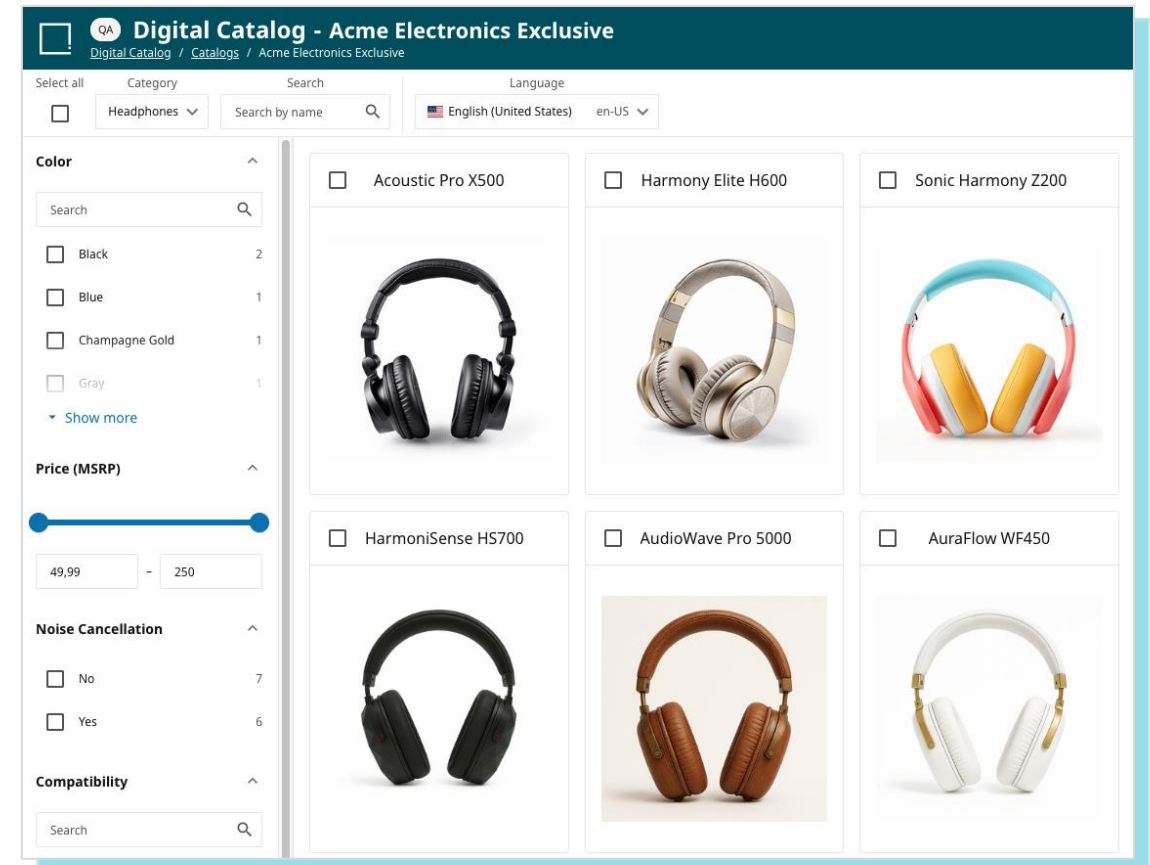 QA Digital Catalog - Acme Electronics Exclusive
Digital Catalog / Catalogs / Acme Electronics Exclusive
Select all Category Search Language
Headphones Search by name English (United States) en-US
Color
Search
Black 2
Blue 1
Champagne Gold 1
Gray 1
Show more
Price (MSRP)
49,99 - 250
Noise Cancellation
No 7
Yes 6
Compatibility
Search
Acoustic Pro X500 Harmony Elite H600 Sonic Harmony Z200
HarmoniSense HS700 AudioWave Pro 5000 AuraFlow WF450